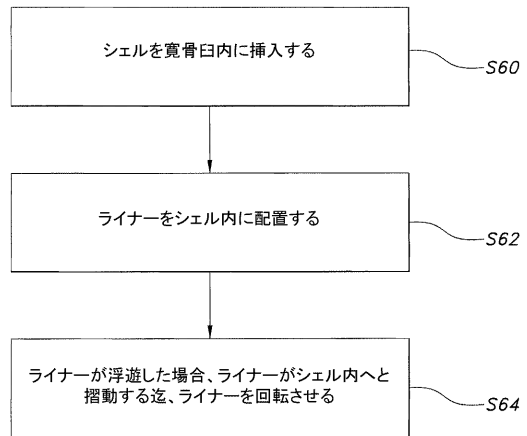 シェルを寛骨臼内に挿入する
S60
ライナーをシェル内に配置する
S62
ライナーが浮遊した場合、ライナーがシェル内へと
摺動する迄、ライナーを回転させる
S64